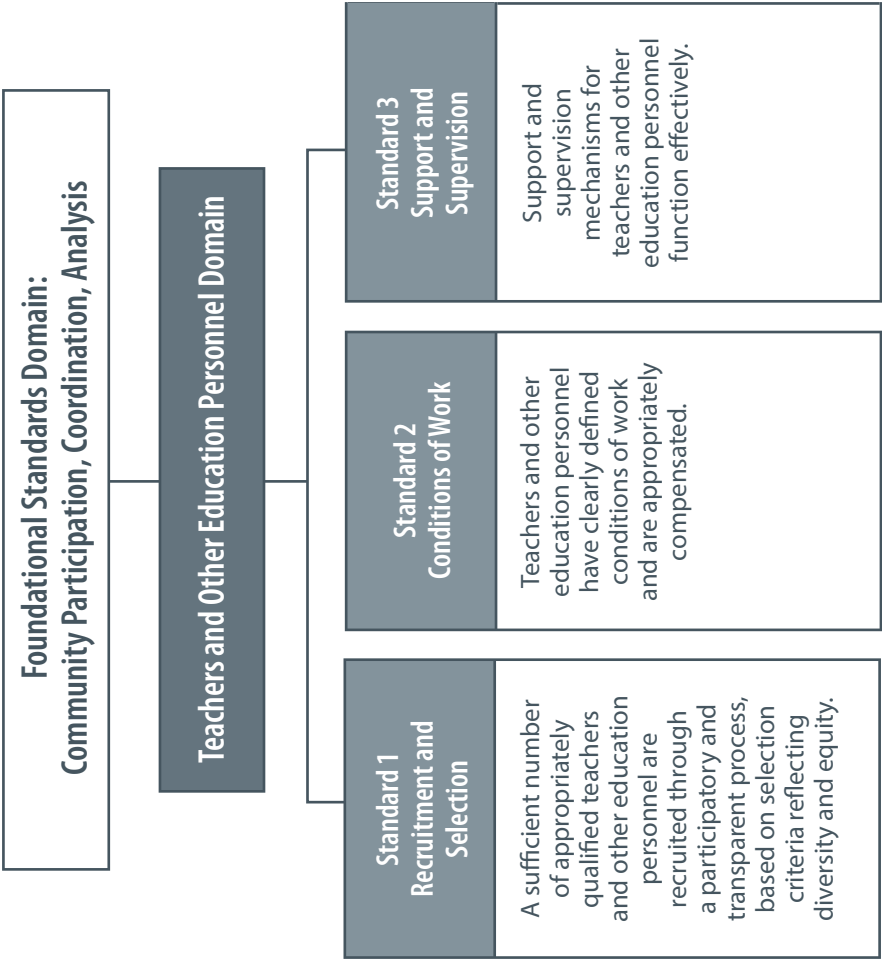 Foundational Standards Domain:
Community Participation, Coordination, Analysis
Teachers and Other Education Personnel Domain
Standard 1
Recruitment and
Selection
A sufficient number
of appropriately
qualified teachers
and other education
personnel are
recruited through
a participatory and
transparent process,
based on selection
criteria reflecting
diversity and equity.
Standard 2
Conditions of Work
Teachers and other
education personnel
have clearly defined
conditions of work
and are appropriately
compensated.
Standard 3
Support and
Supervision
Support and
supervision
mechanisms for
teachers and other
education personnel
function effectively.